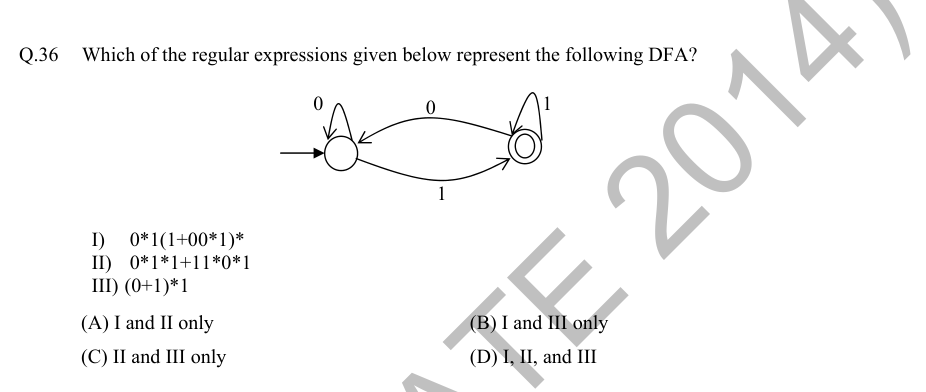 Q.36 Which of the regular expressions given below represent the following DFA?
0 0 1
1
I) 0*1(1+00*1)*
II) 0*1*1+11*0*1
III) (0+1)*1
(A) I and II only (B) I and III only
(C) II and III only (D) I, II, and III
TE 2014)